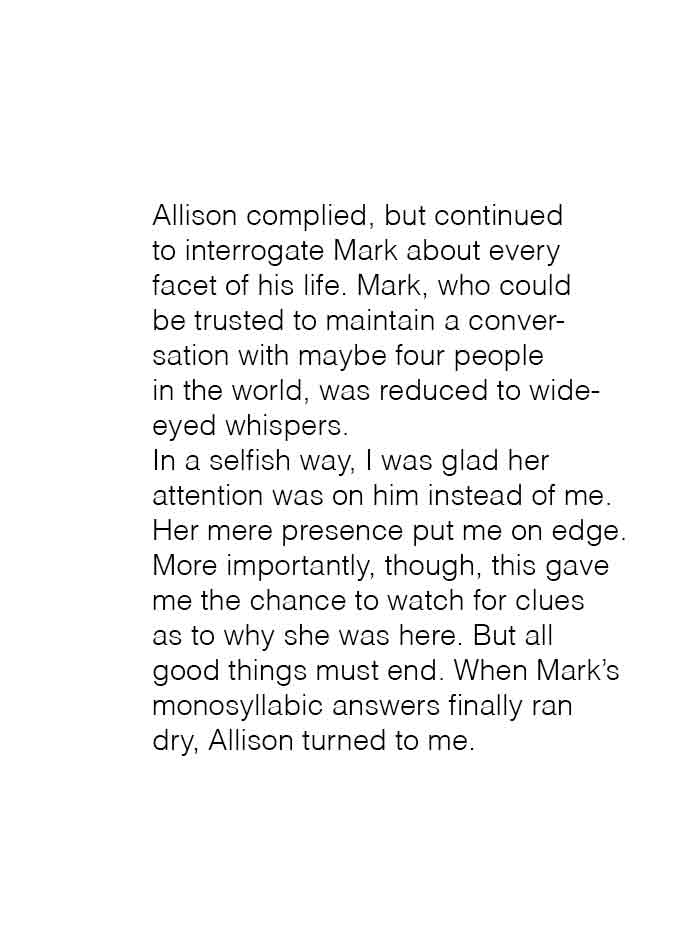 Allison complied, but continued
to interrogate Mark about every
facet of his life. Mark, who could
be trusted to maintain a conver-
sation with maybe four people
in the world, was reduced to wide-
eyed whispers.
In a selfish way, I was glad her
attention was on him instead of me.
Her mere presence put me on edge.
More importantly, though, this gave
me the chance to watch for clues
as to why she was here. But all
good things must end. When Mark’s
monosyllabic answers finally ran
dry, Allison turned to me.